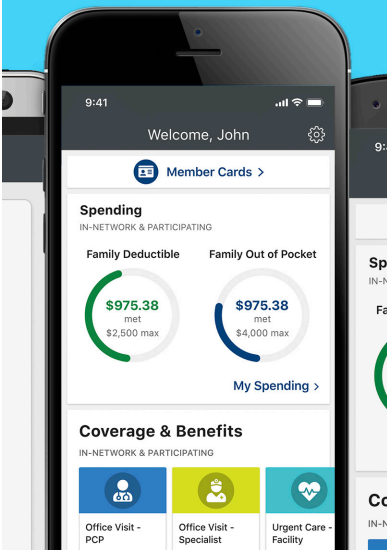 9:41
Welcome, John
Member Cards >
Spending
IN-NETWORK & PARTICIPATING
Family Deductible
$975.38
met
$2,500 max
Family Out of Pocket
$975.38
met
$4,000 max
My Spending >
Coverage & Benefits
IN-NETWORK & PARTICIPATING
Office Visit -
PCP
Office Visit -
Specialist
Urgent Care -
Facility